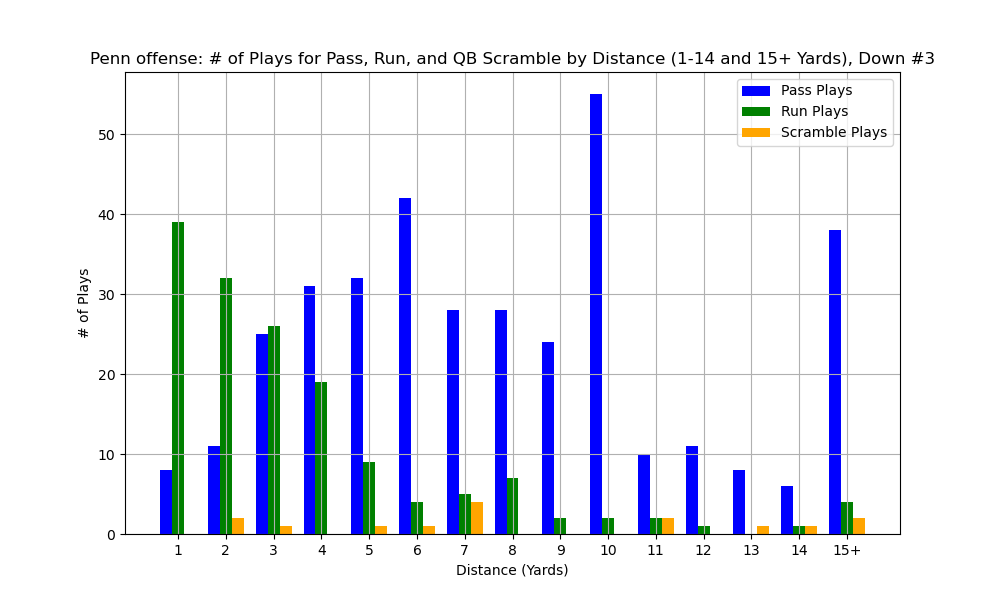 Penn offense: # of Plays for Pass, Run, and QB Scramble by Distance (1-14 and 15+ Yards), Down #3
Pass Plays
Run Plays
Scramble Plays
50
40
30
20
10
0
# of Plays
1 2 3 4 5 6 7 8 9 10 11 12 13 14 15+
Distance (Yards)